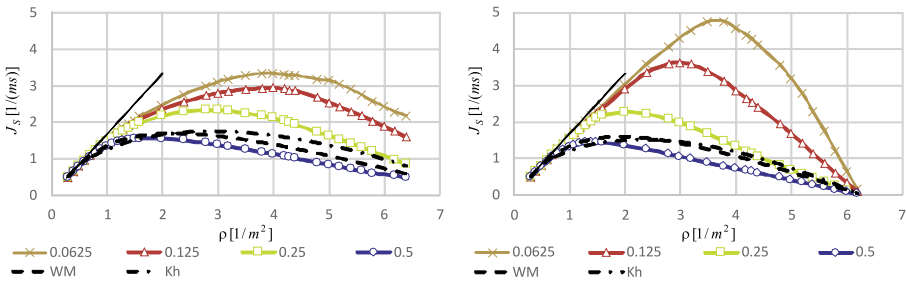 5 5
4 4
3 3
2 2
1 1
0 0
J_S [1/(ms)] J_S [1/(ms)]
0 1 2 3 4 5 6 7 0 1 2 3 4 5 6 7
ρ [1/m²] ρ [1/m²]
0.0625 0.125 0.25 0.5 0.0625 0.125 0.25 0.5
WM Kh WM Kh